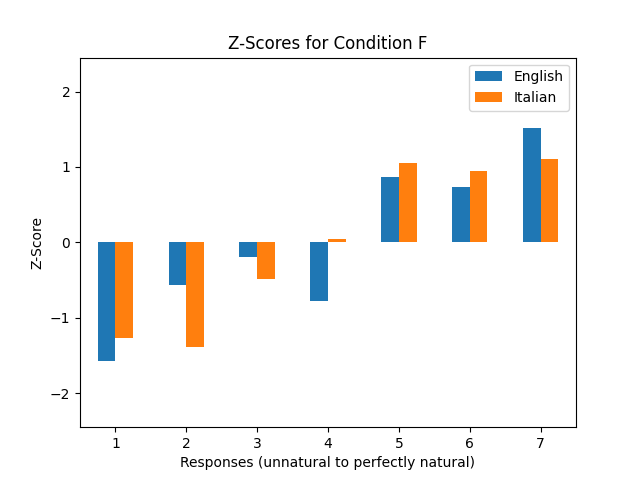 Z-Scores for Condition F
English
Italian
2
1
0
−1
−2
Z-Score
1 2 3 4 5 6 7
Responses (unnatural to perfectly natural)